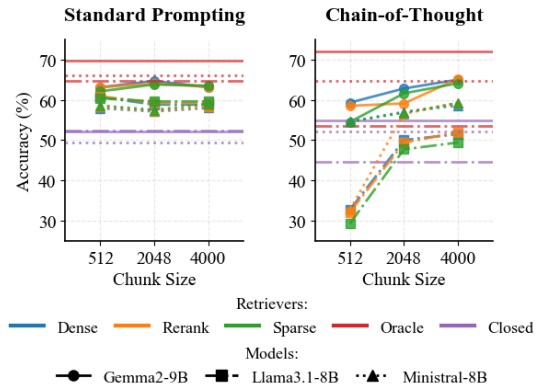 Standard Prompting
Chain-of-Thought
Accuracy (%)
70
60
50
40
30
512 2048 4000
Chunk Size
70
60
50
40
30
512 2048 4000
Chunk Size
Retrievers:
Dense Rerank Sparse Oracle Closed
Models:
Gemma2-9B Llama3.1-8B Ministral-8B